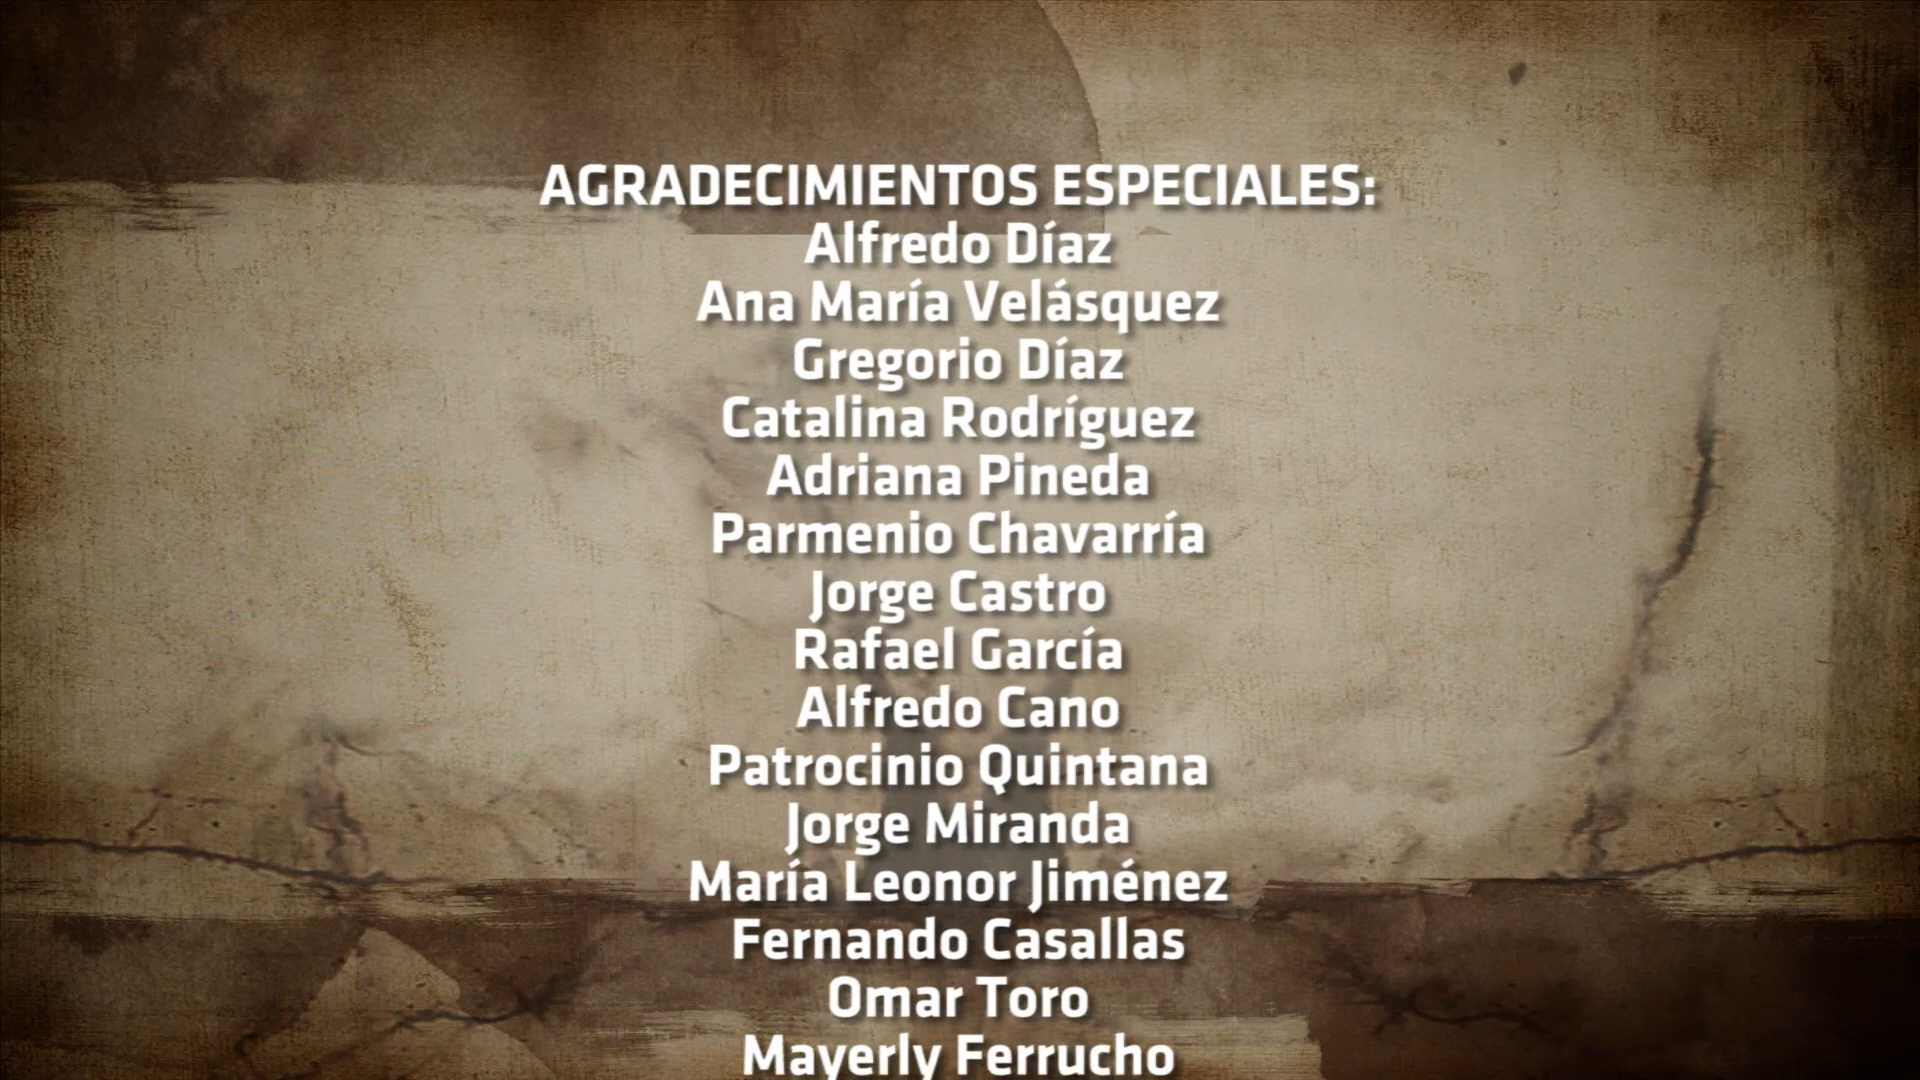 AGRADECIMIENTOS ESPECIALES:
Alfredo Díaz
Ana María Velásquez
Gregorio Díaz
Catalina Rodríguez
Adriana Pineda
Parmenio Chavarría
Jorge Castro
Rafael García
Alfredo Cano
Patrocinio Quintana
Jorge Miranda
María Leonor Jiménez
Fernando Casallas
Omar Toro
Mayerly Ferrucho